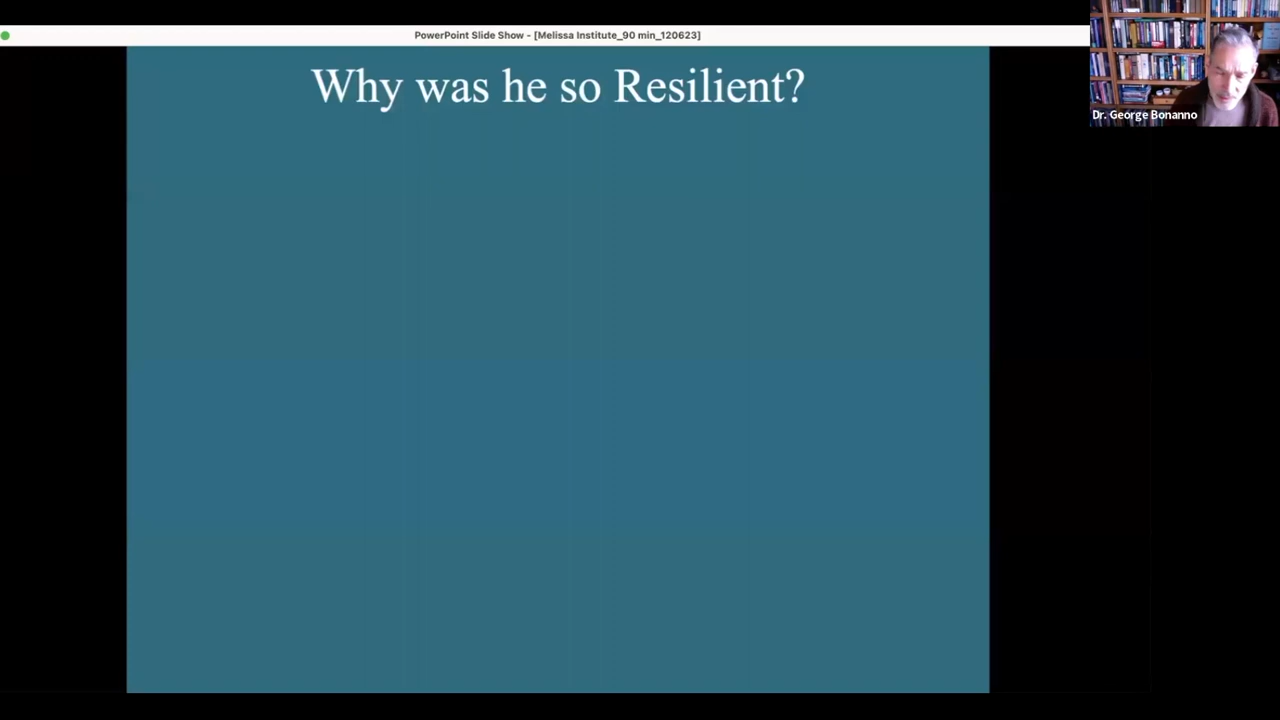 PowerPoint Slide Show - [Melissa Institute_90 min_120623]
Why was he so Resilient?
Dr. George Bonanno